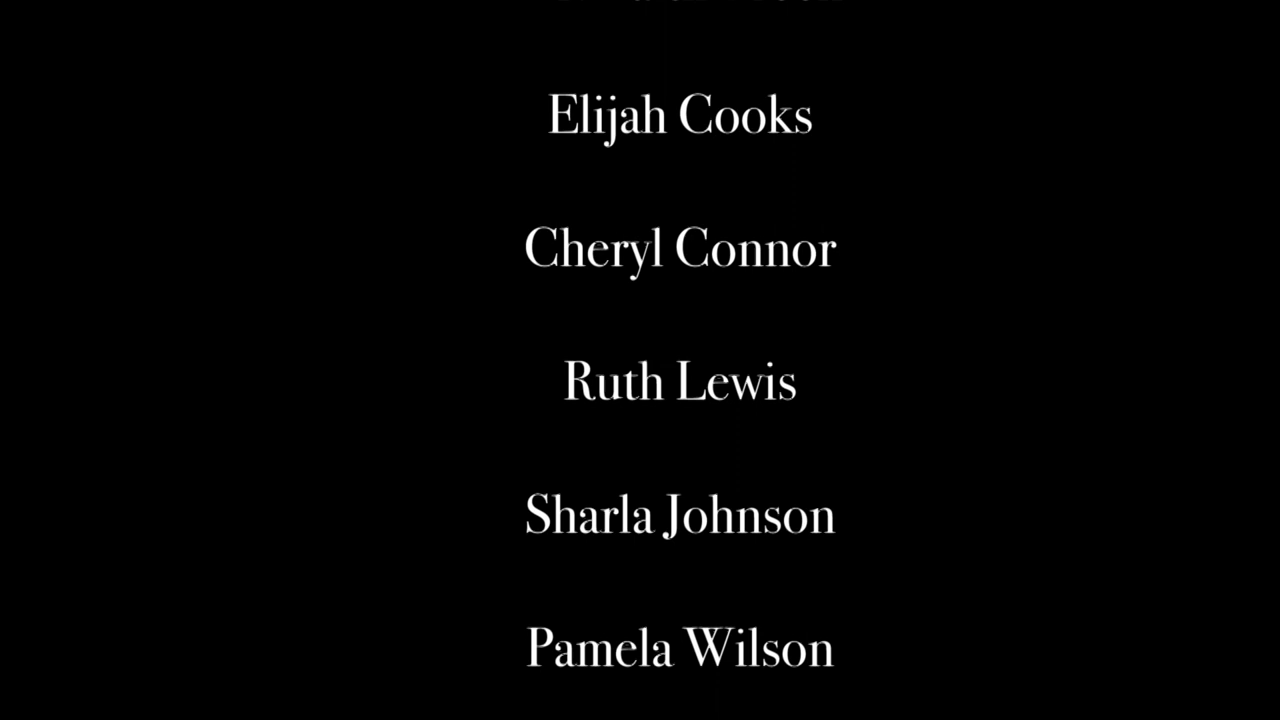 Elijah Cooks
Cheryl Connor
Ruth Lewis
Sharla Johnson
Pamela Wilson